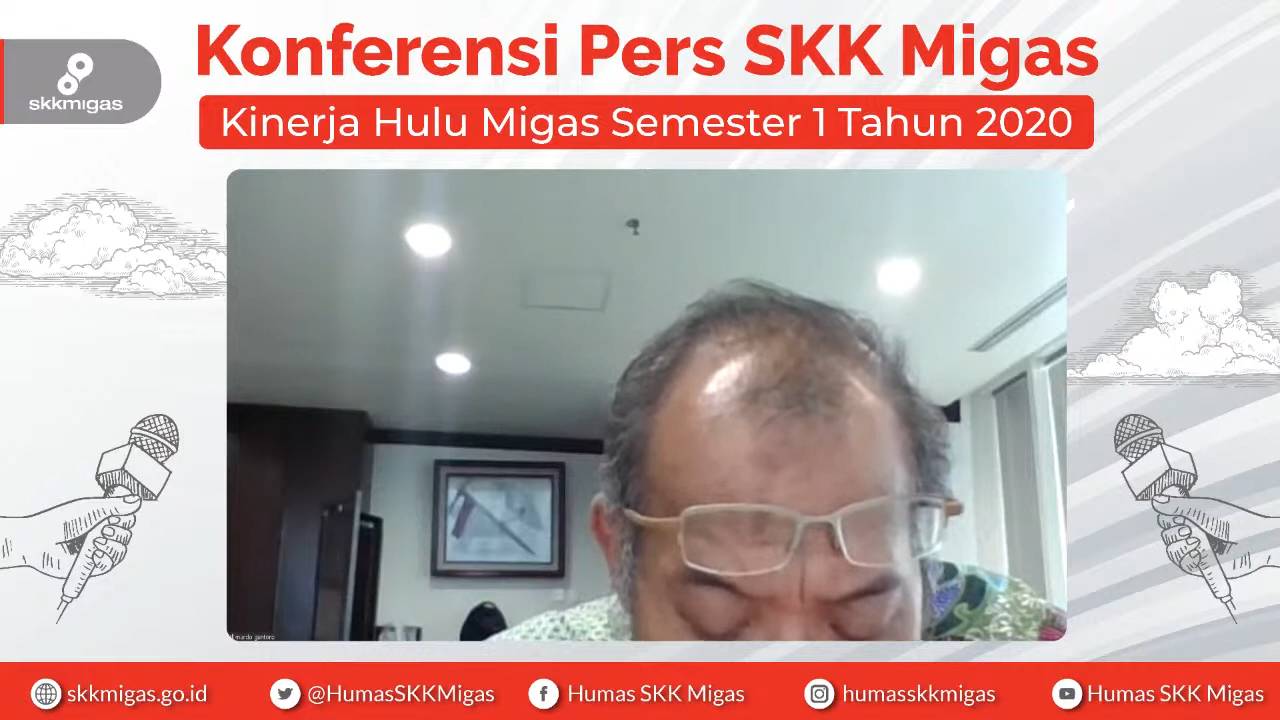 Konferensi Pers SKK Migas
skkmigas
Kinerja Hulu Migas Semester 1 Tahun 2020
skkmigas.go.id
@HumasSKKMigas
Humas SKK Migas
humasskkmigas
Humas SKK Migas